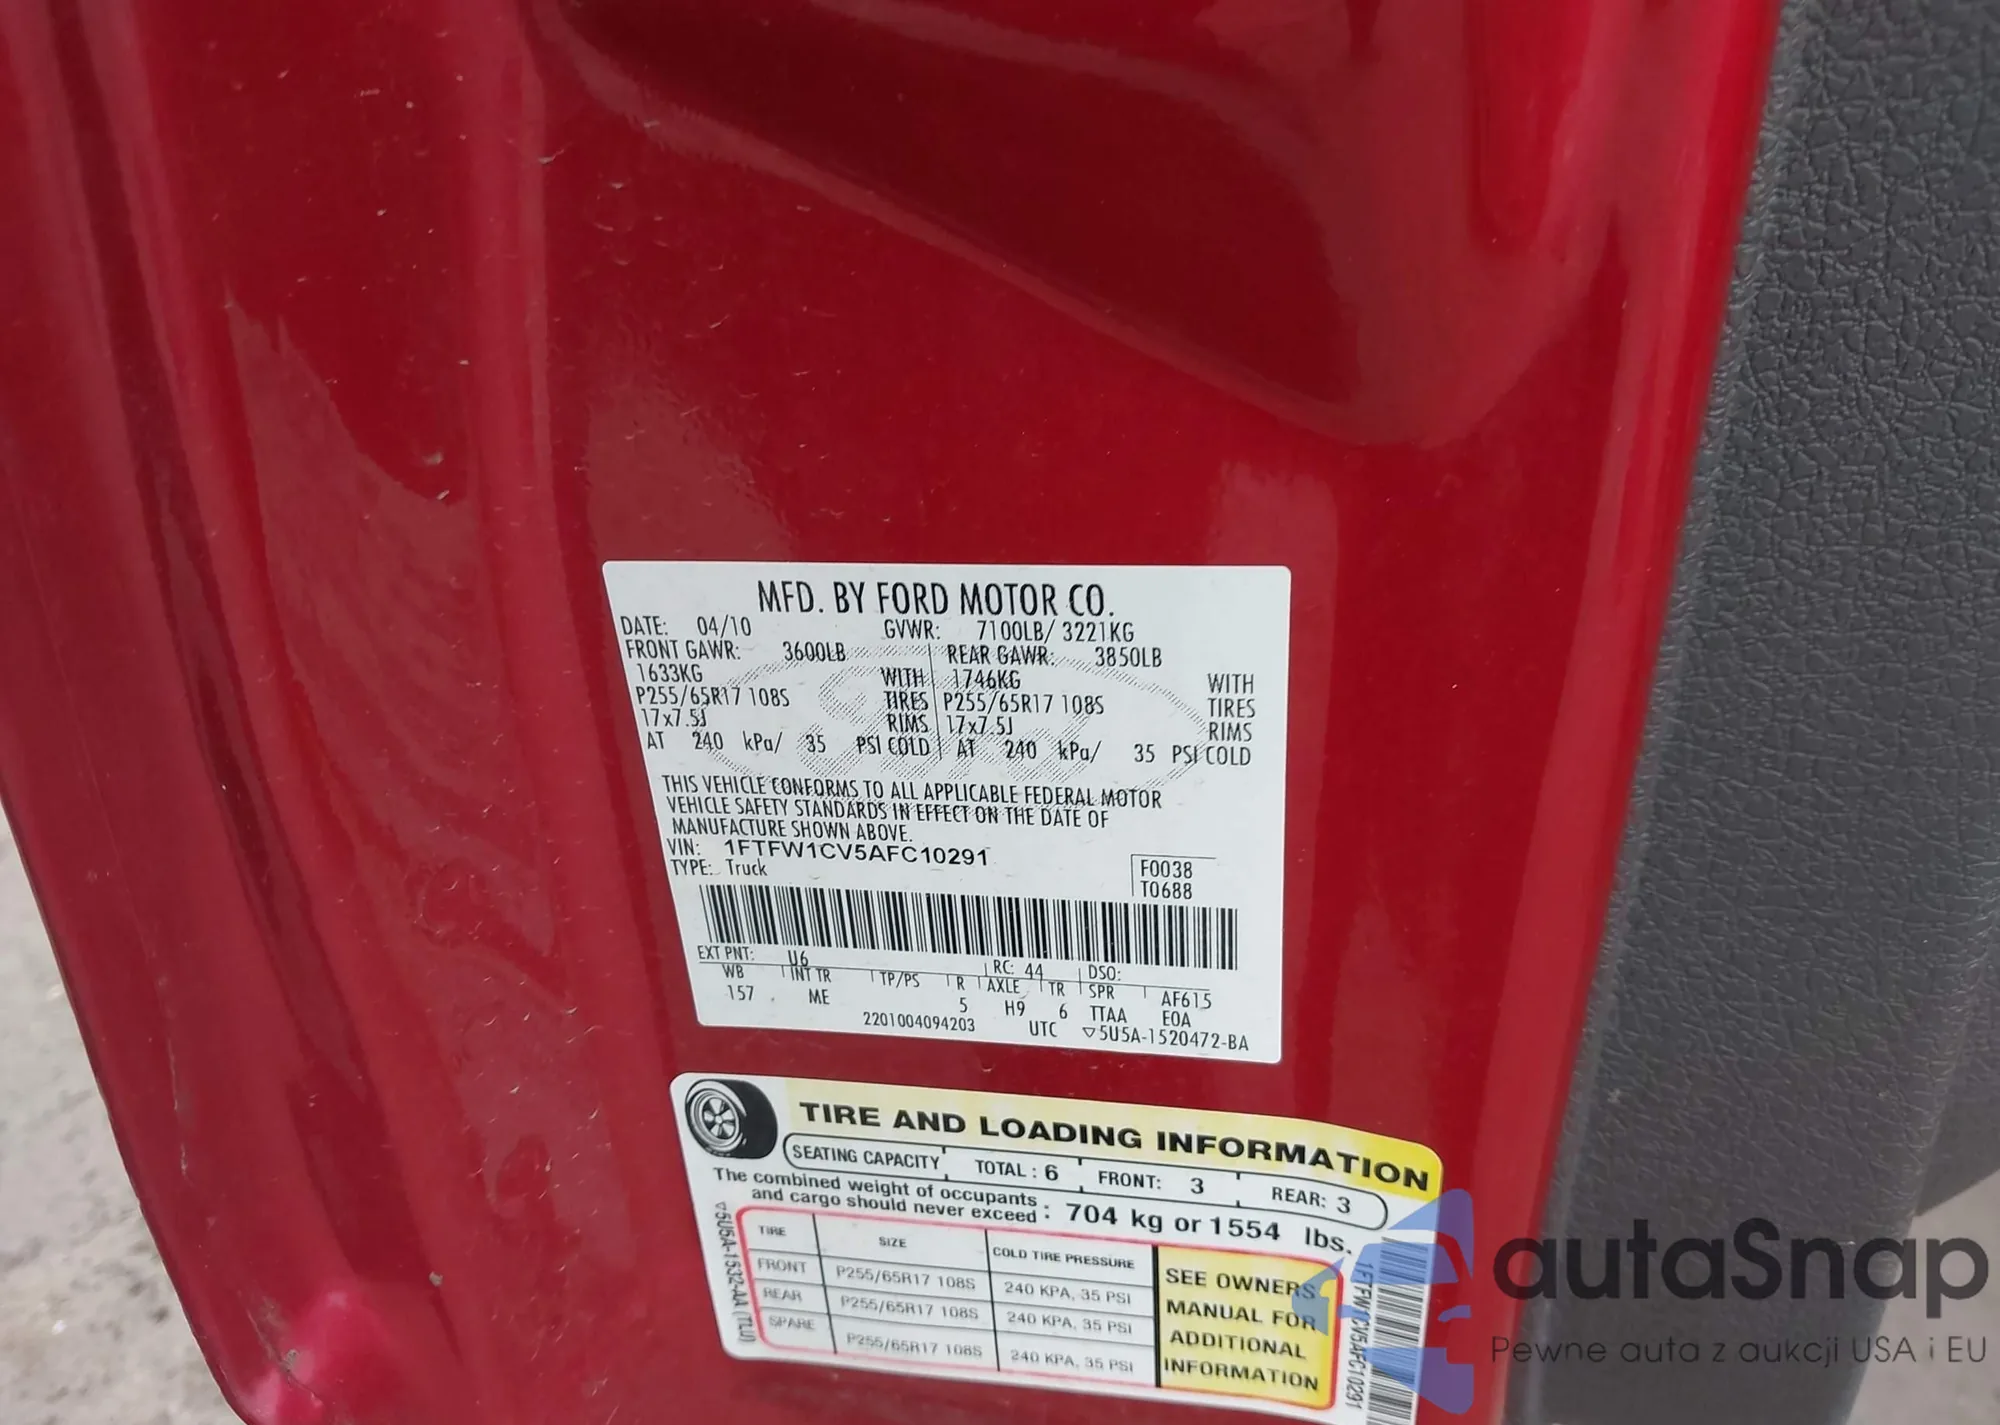 MFD. BY FORD MOTOR CO.
DATE: 04/10 GVWR: 7100LB/ 3221KG
FRONT GAWR: 3600LB REAR GAWR: 3850LB
1633KG WITH 1746KG WITH
P255/65R17 108S TIRES P255/65R17 108S TIRES
17x7.5J RIMS 17x7.5J RIMS
AT 240 kPa/ 35 PSI COLD AT 240 kPa/ 35 PSI COLD
THIS VEHICLE CONFORMS TO ALL APPLICABLE FEDERAL MOTOR
VEHICLE SAFETY STANDARDS IN EFFECT ON THE DATE OF
MANUFACTURE SHOWN ABOVE.
VIN: 1FTFW1CV5AFC10291
TYPE: Truck
F0038
T0688
EXT PNT: U6 RC: 44 DSO:
WB INT TR TP/PS R AXLE TR SPR AF615
157 ME 5 H9 6 TTAA EOA
2201004094203 UTC ▽5U5A-1520472-BA
TIRE AND LOADING INFORMATION
SEATING CAPACITY TOTAL : 6 FRONT: 3 REAR: 3
The combined weight of occupants
and cargo should never exceed : 704 kg or 1554 lbs.
TIRE SIZE COLD TIRE PRESSURE
FRONT P255/65R17 108S 240 KPA, 35 PSI
REAR P255/65R17 108S 240 KPA, 35 PSI
SPARE P255/65R17 108S 240 KPA, 35 PSI
SEE OWNERS
MANUAL FOR
ADDITIONAL
INFORMATION
▽5U5A-1532-AA (TLU)
1FTFW1CV5AFC10291
autaSnap
Pewne auta z aukcji USA i EU